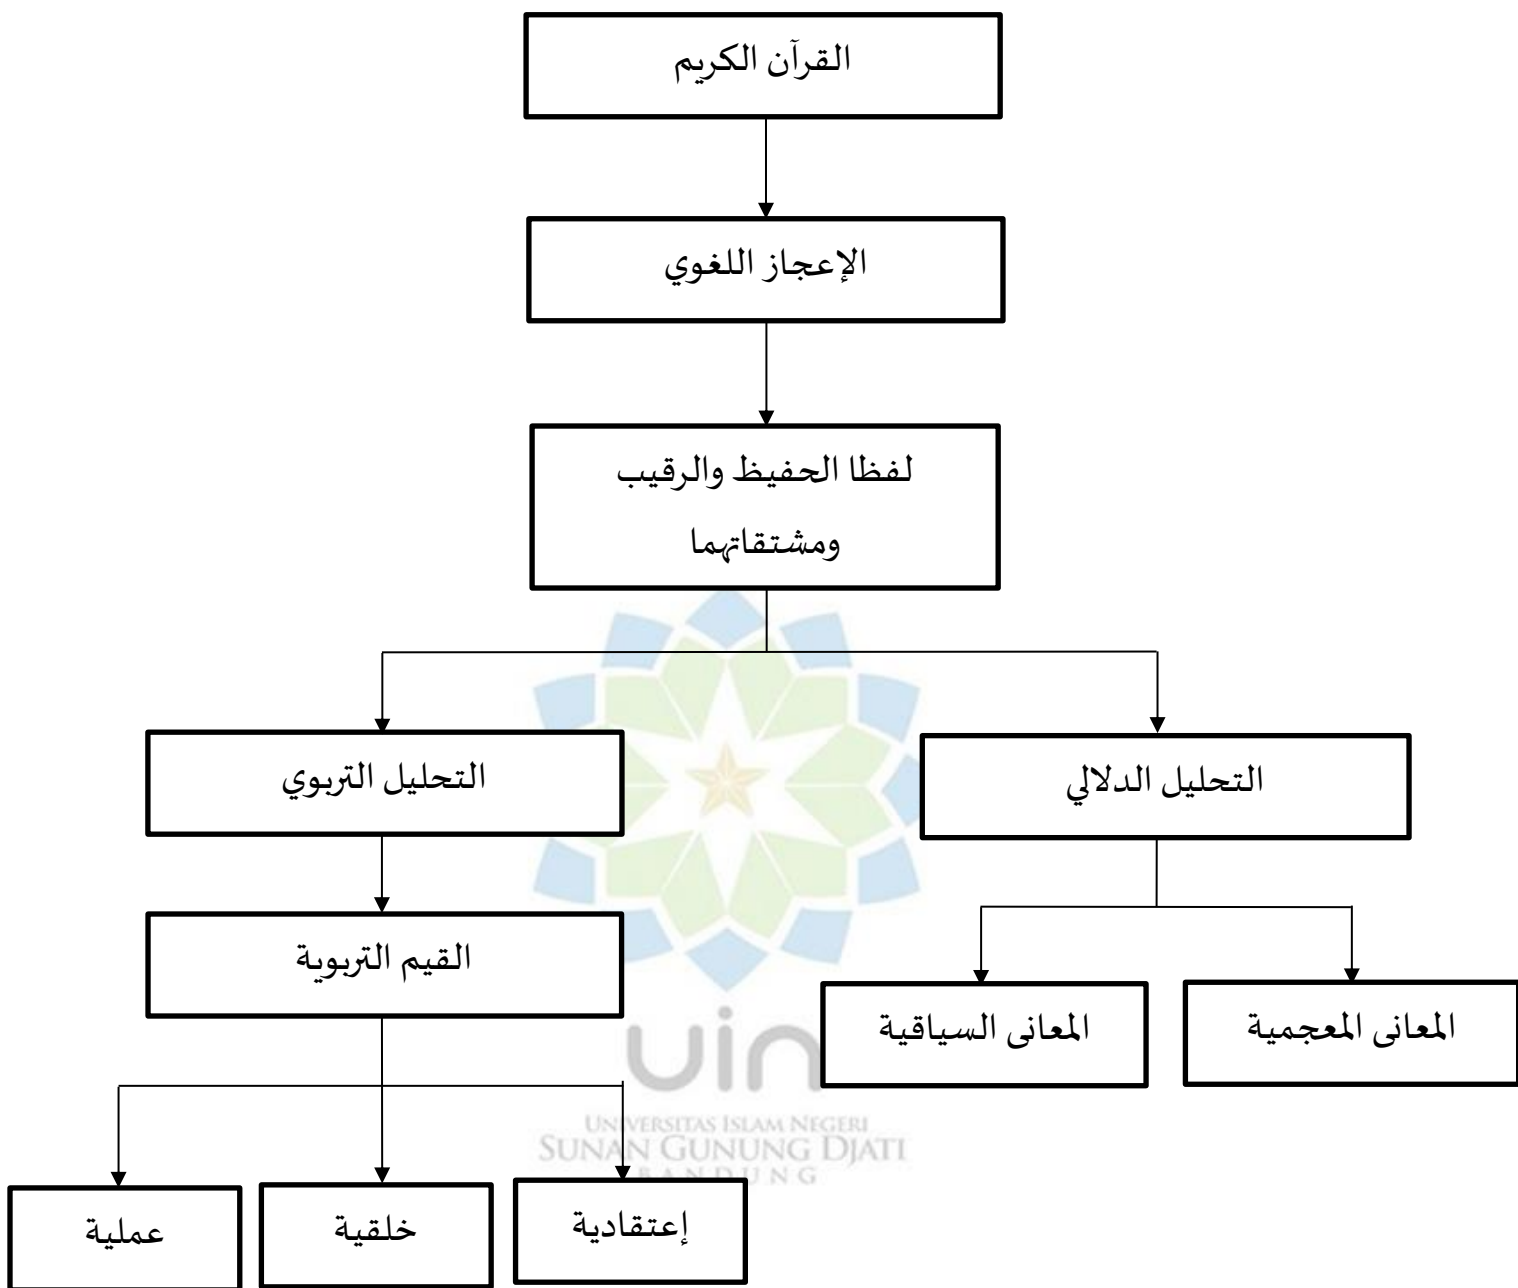 القرآن الكريم
الإعجاز اللغوي
لفظا الحفيظ والرقيب
ومشتقاتهما
التحليل الدلالي
التحليل التربوي
القيم التربوية
المعانى المعجمية
المعانى السياقية
إعتقادية
خلقية
عملية
uin
UNIVERSITAS ISLAM NEGERI
SUNAN GUNUNG DJATI
BANDUNG